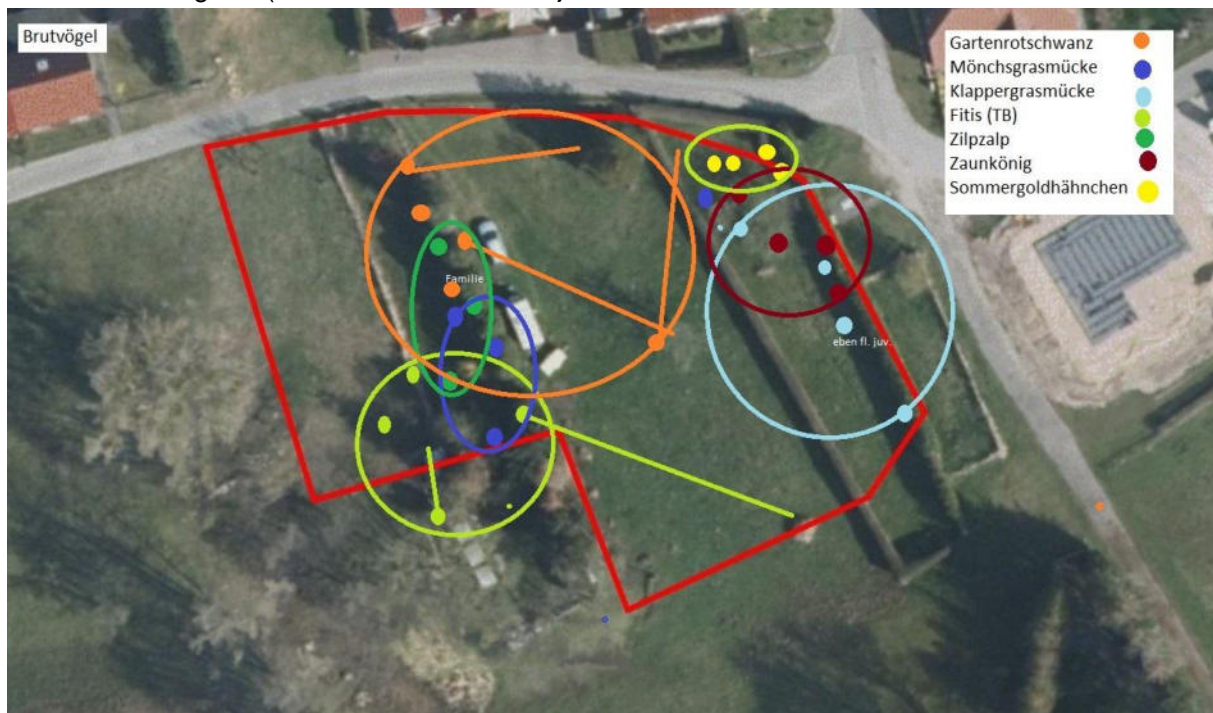 Brutvögel
Gartenrotschwanz
Mönchsgrasmücke
Klappergrasmücke
Fitis (TB)
Zilpzalp
Zaunkönig
Sommergoldhähnchen
Familie
eben fl. juv.